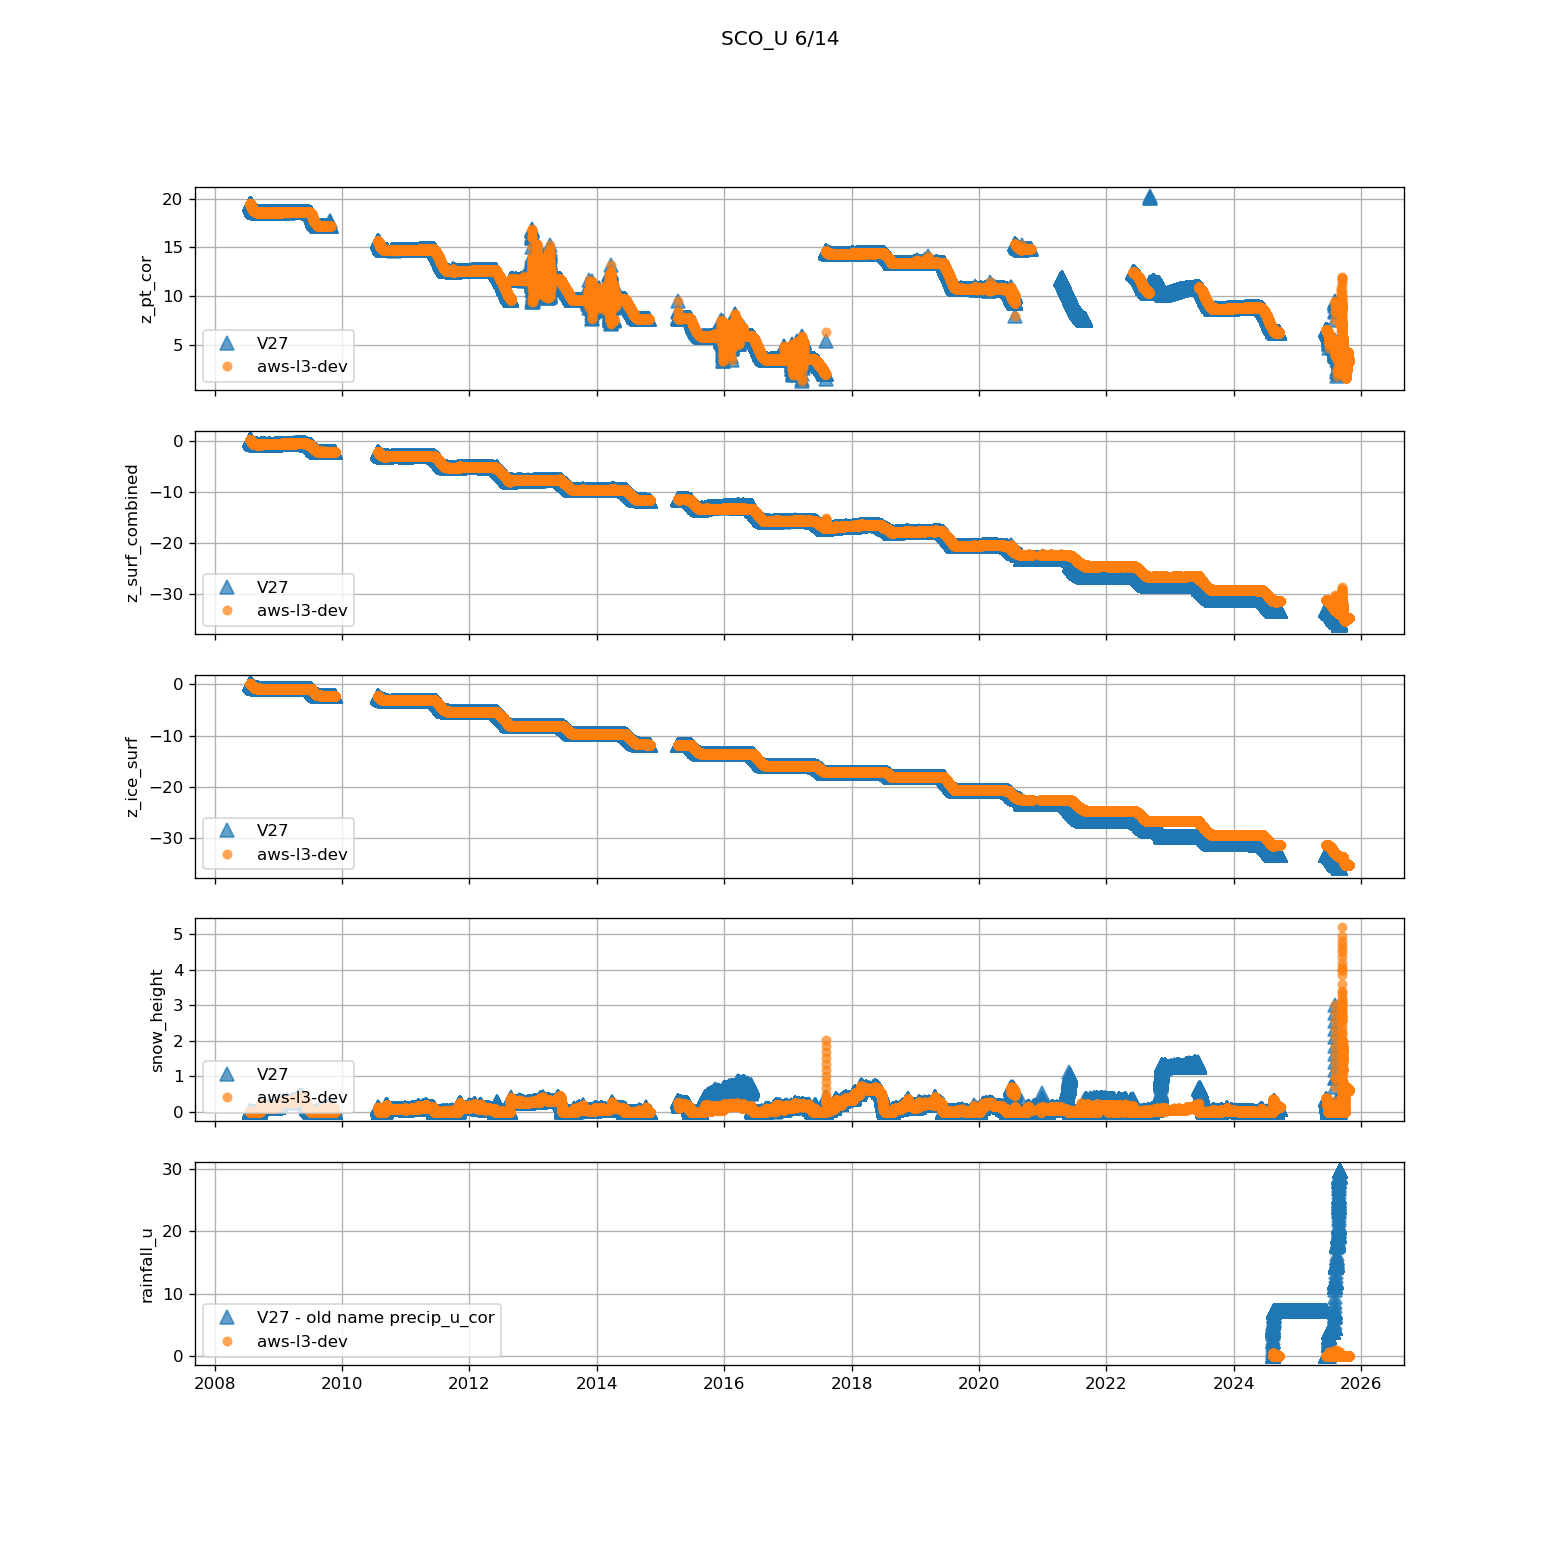 SCO_U 6/14
20
15
10
5
z_pt_cor
V27
aws-l3-dev
0
−10
−20
−30
z_surf_combined
V27
aws-l3-dev
0
−10
−20
−30
z_ice_surf
V27
aws-l3-dev
5
4
3
2
1
0
snow_height
V27
aws-l3-dev
30
20
10
0
rainfall_u
V27 - old name precip_u_cor
aws-l3-dev
2008 2010 2012 2014 2016 2018 2020 2022 2024 2026